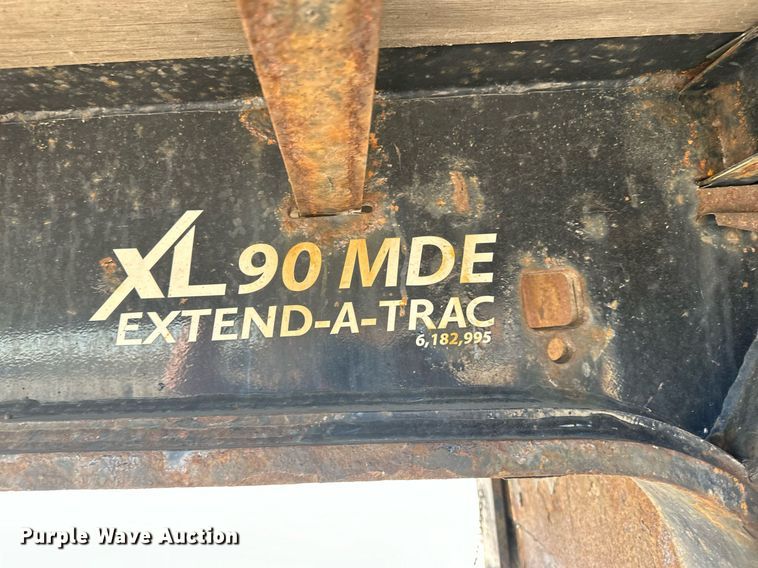 XL 90 MDE
EXTEND-A-TRAC
6,182,995
Purple Wave Auction